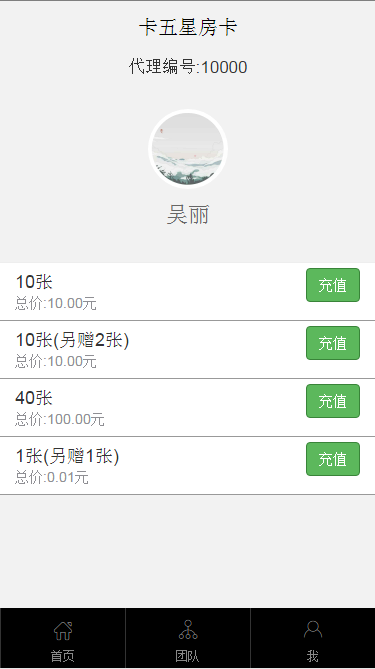 卡五星房卡
代理编号:10000
吴丽
10张
总价:10.00元
充值
10张(另赠2张)
总价:10.00元
充值
40张
总价:100.00元
充值
1张(另赠1张)
总价:0.01元
充值
首页
团队
我